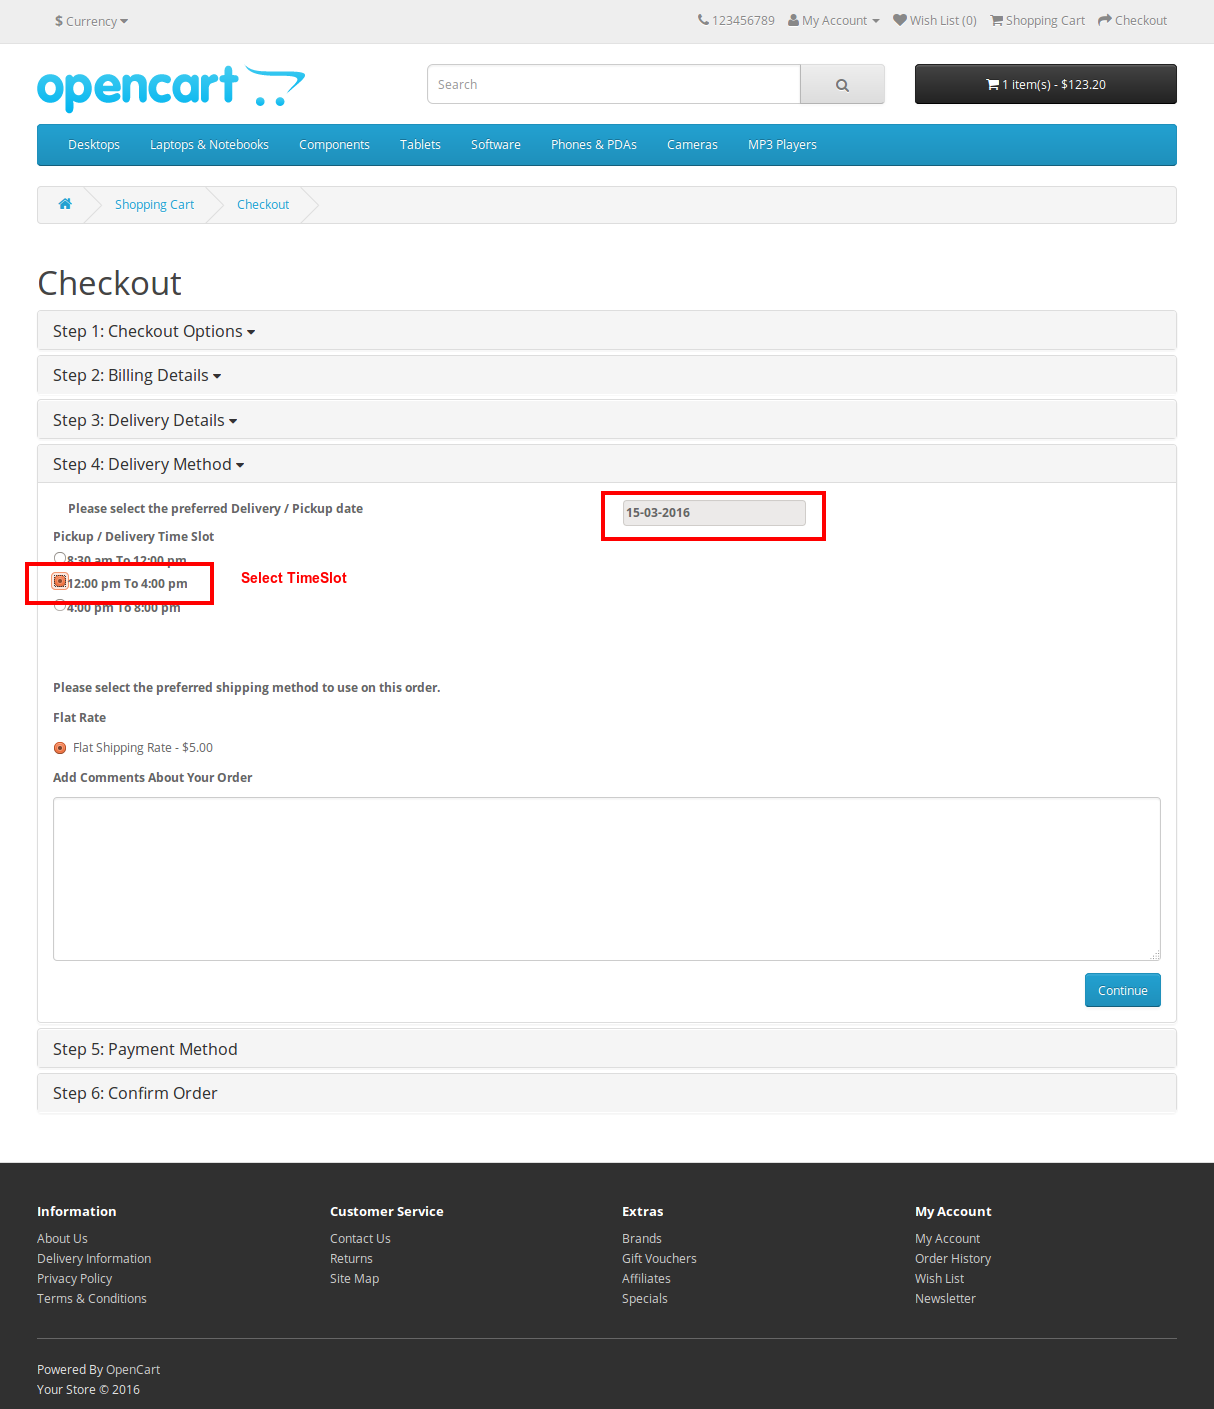 $ Currency
123456789 My Account Wish List (0) Shopping Cart Checkout
opencart
Search
1 item(s) - $123.20
Desktops Laptops & Notebooks Components Tablets Software Phones & PDAs Cameras MP3 Players
Shopping Cart Checkout
Checkout
Step 1: Checkout Options
Step 2: Billing Details
Step 3: Delivery Details
Step 4: Delivery Method
Please select the preferred Delivery / Pickup date
15-03-2016
Pickup / Delivery Time Slot
8:30 am To 12:00 pm
12:00 pm To 4:00 pm
Select TimeSlot
4:00 pm To 8:00 pm
Please select the preferred shipping method to use on this order.
Flat Rate
Flat Shipping Rate - $5.00
Add Comments About Your Order
Continue
Step 5: Payment Method
Step 6: Confirm Order
Information
About Us
Delivery Information
Privacy Policy
Terms & Conditions
Customer Service
Contact Us
Returns
Site Map
Extras
Brands
Gift Vouchers
Affiliates
Specials
My Account
My Account
Order History
Wish List
Newsletter
Powered By OpenCart
Your Store © 2016